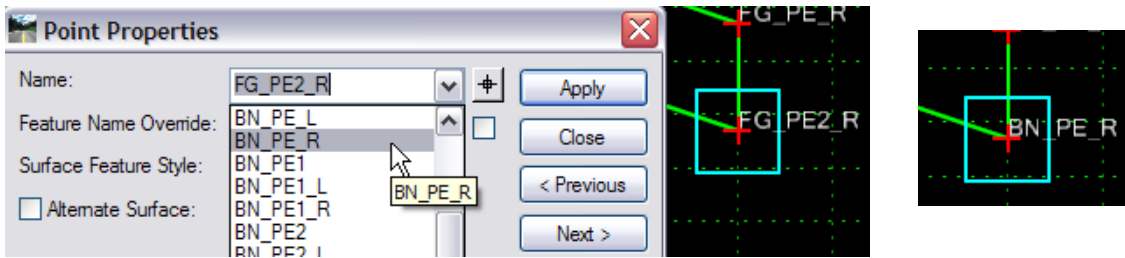 Point Properties
Name:
FG_PE2_R
Apply
Feature Name Override:
BN_PE_L
BN_PE_R
Close
Surface Feature Style:
BN_PE1
BN_PE1_L
BN_PE_R
< Previous
Alternate Surface:
BN_PE1_R
BN_PE2
Next >
BN_PE2_L
FG_PE_R
FG_PE2_R
BN_PE_R